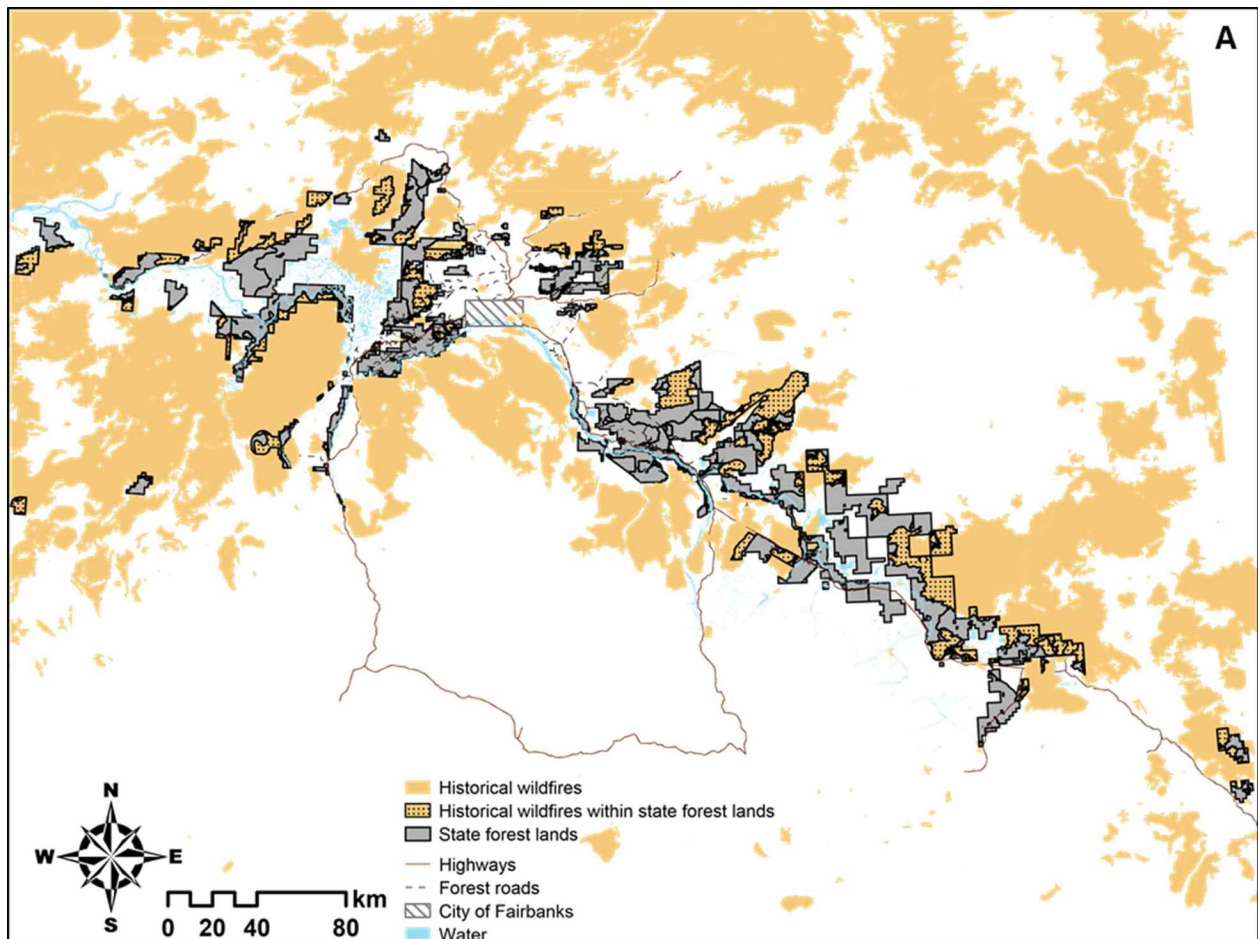 A
N
W E
S
0 20 40 80 km
Historical wildfires
Historical wildfires within state forest lands
State forest lands
Highways
Forest roads
City of Fairbanks
Water